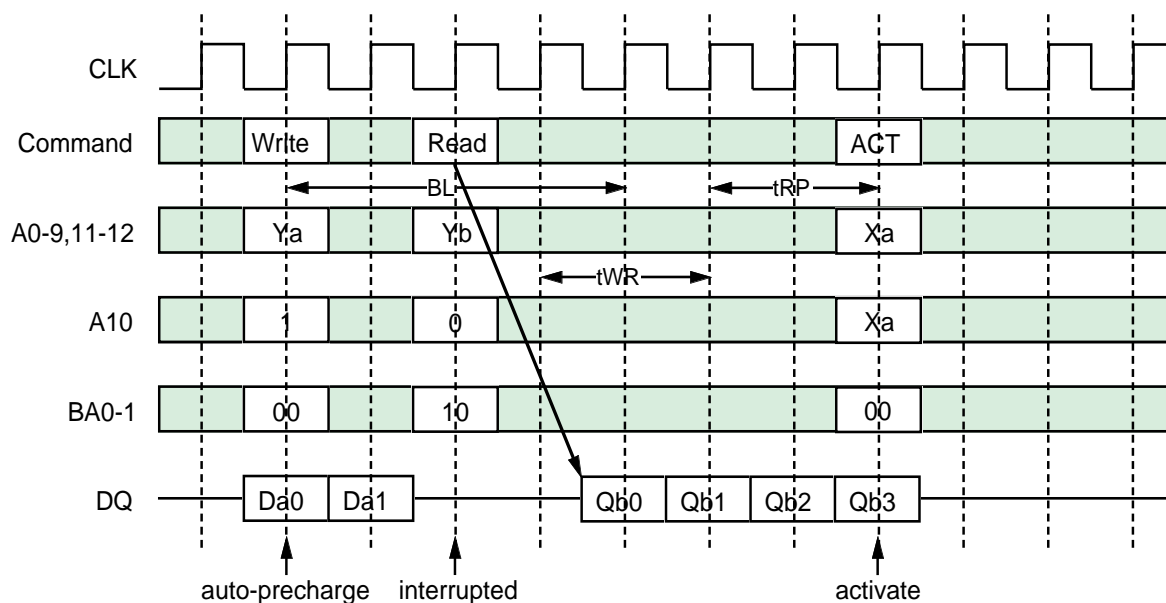 CLK
Command Write Read ACT
BL tRP
A0-9,11-12 Ya Yb Xa
tWR
A10 1 0 Xa
BA0-1 00 10 00
DQ Da0 Da1 Qb0 Qb1 Qb2 Qb3
auto-precharge interrupted activate